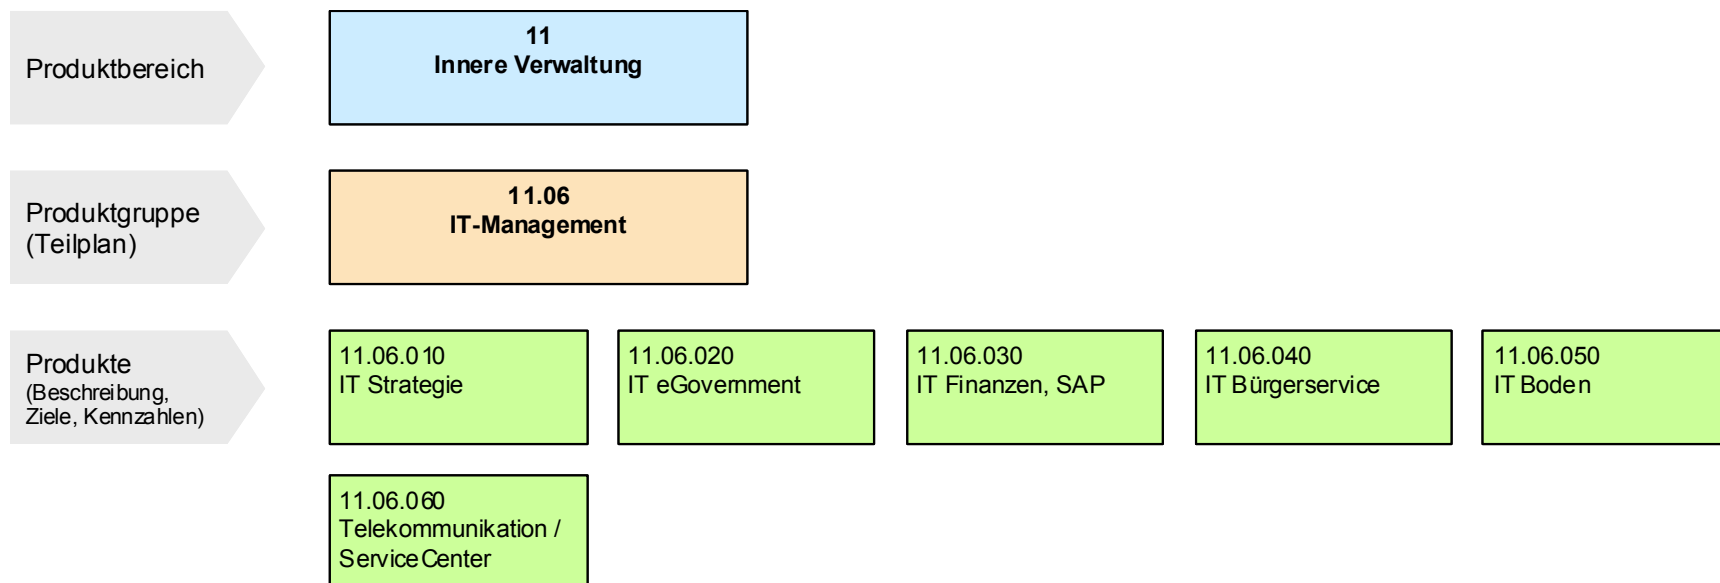 Produktbereich
11
Innere Verwaltung
Produktgruppe
(Teilplan)
11.06
IT-Management
Produkte
(Beschreibung,
Ziele, Kennzahlen)
11.06.010
IT Strategie
11.06.020
IT eGovernment
11.06.030
IT Finanzen, SAP
11.06.040
IT Bürgerservice
11.06.050
IT Boden
11.06.060
Telekommunikation /
ServiceCenter